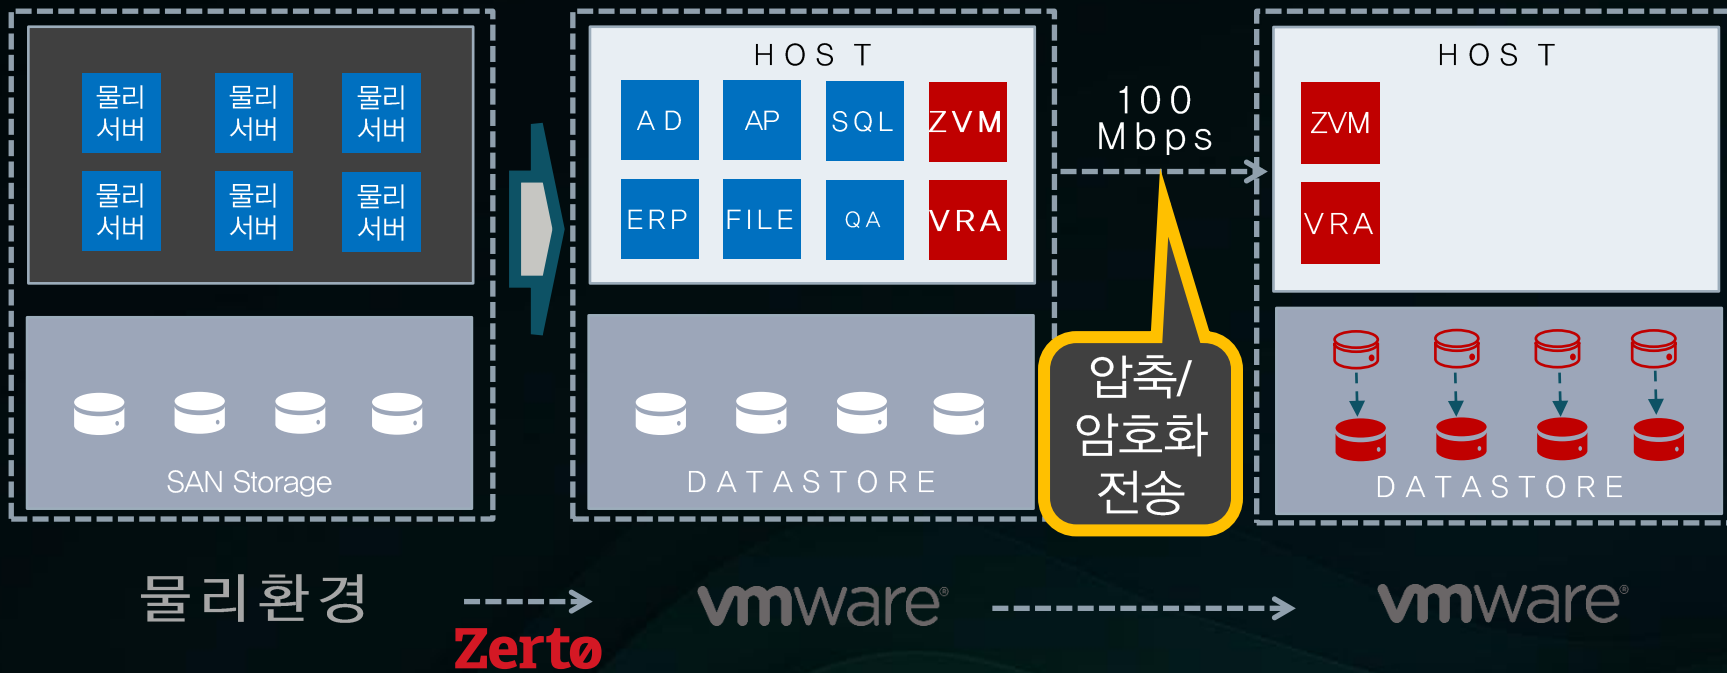 물리
서버
물리
서버
물리
서버
물리
서버
물리
서버
물리
서버
SAN Storage
HOST
AD
AP
SQL
ZVM
ERP
FILE
QA
VRA
DATASTORE
100
Mbps
압축/
암호화
전송
HOST
ZVM
VRA
DATASTORE
물리환경
Zerto
vmware®
vmware®